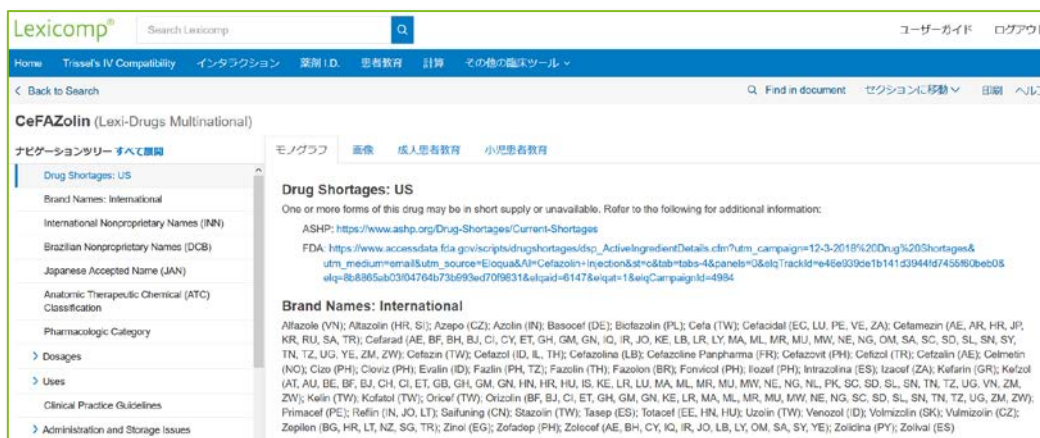 Lexicomp®
Search Lexicomp
ユーザーガイド ログアウト
Home Trissel's IV Compatibility インタラクション 薬剤 I.D. 患者教育 計算 その他の臨床ツール
Back to Search
Find in document セクションに移動 印刷 ヘルプ
CeFAZolin (Lexi-Drugs Multinational)
ナビゲーションツリー すべて展開
モノグラフ 画像 成人患者教育 小児患者教育
Drug Shortages: US
Brand Names: International
International Nonproprietary Names (INN)
Brazilian Nonproprietary Names (DCB)
Japanese Accepted Name (JAN)
Anatomic Therapeutic Chemical (ATC)
Classification
Pharmacologic Category
Dosages
Uses
Clinical Practice Guidelines
Administration and Storage Issues
Drug Shortages: US
One or more forms of this drug may be in short supply or unavailable. Refer to the following for additional information:
ASHP: https://www.ashp.org/Drug-Shortages/Current-Shortages
FDA: https://www.accessdata.fda.gov/scripts/drugshortages/dsp_ActiveIngredientDetails.cfm?utm_campaign=12-3-2018%20Drug%20Shortages&
utm_medium=email&utm_source=Eloqua&AI=Cefazolin+Injection&st=c&tab=tabs-4&panels=0&elqTrackId=e46e939de1b141d3944fd7455f60beb0&
elq=8b8865ab03f04764b73b993ed70f9831&elqaid=6147&elqat=1&elqCampaignId=4984
Brand Names: International
Alfazole (VN); Altazolin (HR, SI); Azepo (CZ); Azolin (IN); Basocef (DE); Biofazolin (PL); Cefa (TW); Cefacidal (EC, LU, PE, VE, ZA); Cefamezin (AE, AR, HR, JP,
KR, RU, SA, TR); Cefarad (AE, BF, BH, BJ, CI, CY, ET, GH, GM, GN, IQ, IR, JO, KE, LB, LR, LY, MA, ML, MR, MU, MW, NE, NG, OM, SA, SC, SD, SL, SN, SY,
TN, TZ, UG, YE, ZM, ZW); Cefazin (TW); Cefazol (ID, IL, TH); Cefazolina (LB); Cefazoline Panpharma (FR); Cefazovit (PH); Cefizol (TR); Cefzalin (AE); Celmetin
(NO); Cizo (PH); Cloviz (PH); Evalin (ID); Fazlin (PH, TZ); Fazolin (TH); Fazolon (BR); Fonvicol (PH); Ilozef (PH); Intrazolina (ES); Izacef (ZA); Kefarin (GR); Kefzol
(AT, AU, BE, BF, BJ, CH, CI, ET, GB, GH, GM, GN, HN, HR, HU, IS, KE, LR, LU, MA, ML, MR, MU, MW, NE, NG, NL, PK, SC, SD, SL, SN, TN, TZ, UG, VN, ZM,
ZW); Kelin (TW); Kofatol (TW); Oricef (TW); Orizolin (BF, BJ, CI, ET, GH, GM, GN, KE, LR, MA, ML, MR, MU, MW, NE, NG, SC, SD, SL, SN, TN, TZ, UG, ZM, ZW);
Primacef (PE); Reflin (IN, JO, LT); Saifuning (CN); Stazolin (TW); Tasep (ES); Totacef (EE, HN, HU); Uzolin (TW); Venozol (ID); Volmizolin (SK); Vulmizolin (CZ);
Zepilen (BG, HR, LT, NZ, SG, TR); Zinol (EG); Zofadep (PH); Zolecef (AE, BH, CY, IQ, IR, JO, LB, LY, OM, SA, SY, YE); Zolidina (PY); Zolival (ES)